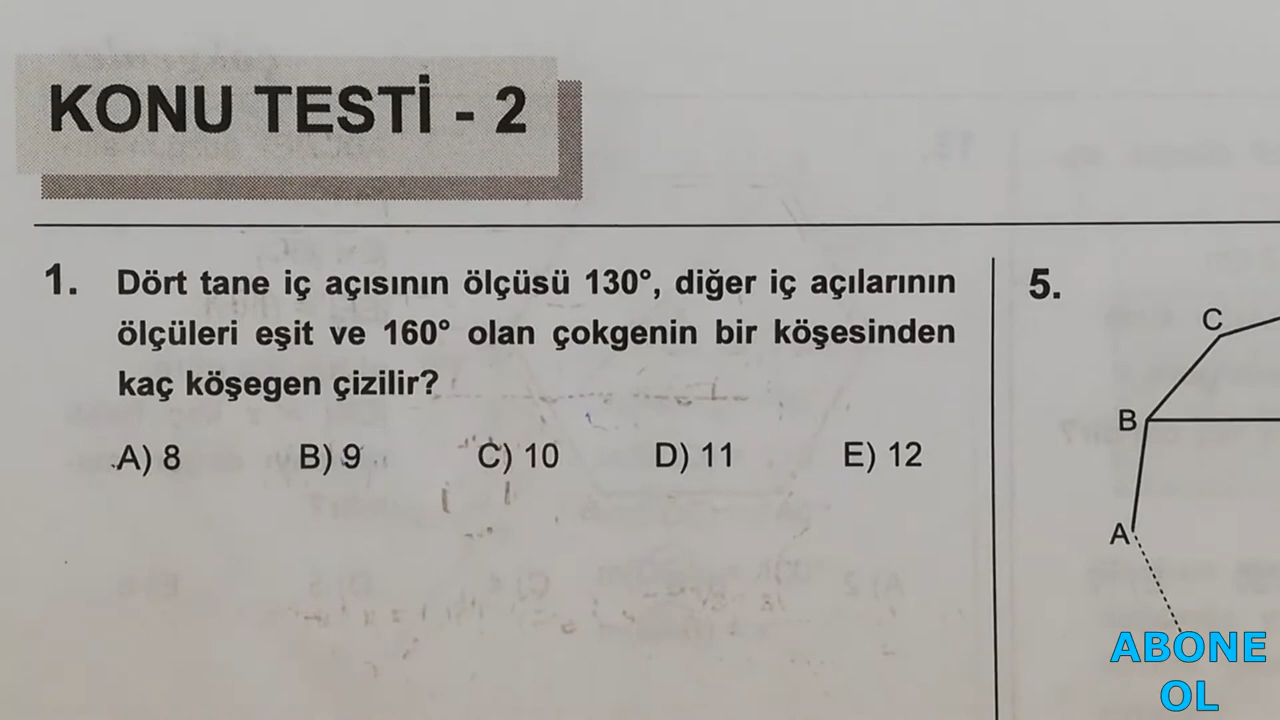 KONU TESTİ - 2
1. Dört tane iç açısının ölçüsü 130°, diğer iç açılarının
ölçüleri eşit ve 160° olan çokgenin bir köşesinden
kaç köşegen çizilir?
A) 8 B) 9 C) 10 D) 11 E) 12
5.
C
B
A
ABONE
OL